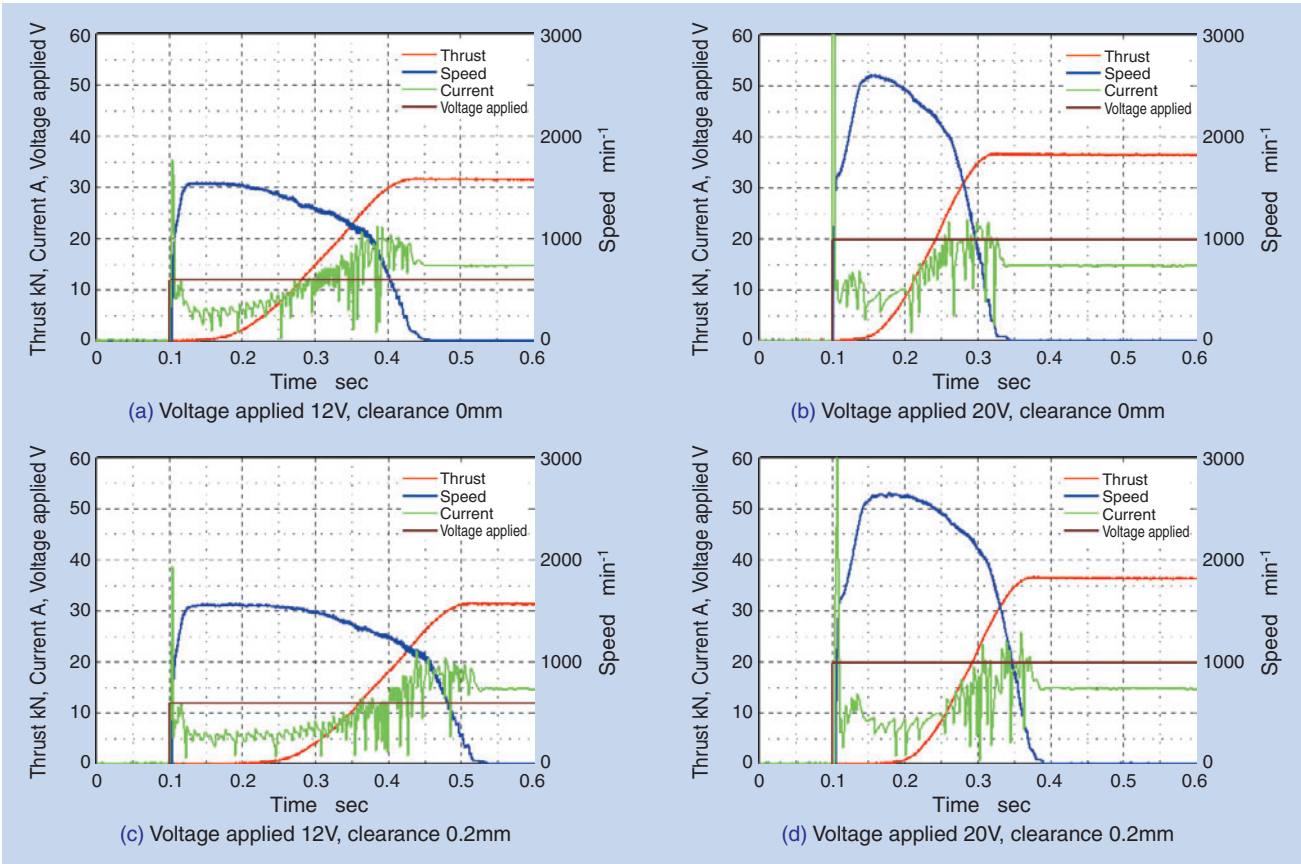 Thrust kN, Current A, Voltage applied V
60
50
40
30
20
10
0
0
0.1
0.2
0.3
0.4
0.5
0.6
Time sec
3000
2000
1000
0
Speed min⁻¹
Thrust
Speed
Current
Voltage applied
(a) Voltage applied 12V, clearance 0mm
Thrust kN, Current A, Voltage applied V
60
50
40
30
20
10
0
0
0.1
0.2
0.3
0.4
0.5
0.6
Time sec
3000
2000
1000
0
Speed min⁻¹
Thrust
Speed
Current
Voltage applied
(b) Voltage applied 20V, clearance 0mm
Thrust kN, Current A, Voltage applied V
60
50
40
30
20
10
0
0
0.1
0.2
0.3
0.4
0.5
0.6
Time sec
3000
2000
1000
0
Speed min⁻¹
Thrust
Speed
Current
Voltage applied
(c) Voltage applied 12V, clearance 0.2mm
Thrust kN, Current A, Voltage applied V
60
50
40
30
20
10
0
0
0.1
0.2
0.3
0.4
0.5
0.6
Time sec
3000
2000
1000
0
Speed min⁻¹
Thrust
Speed
Current
Voltage applied
(d) Voltage applied 20V, clearance 0.2mm